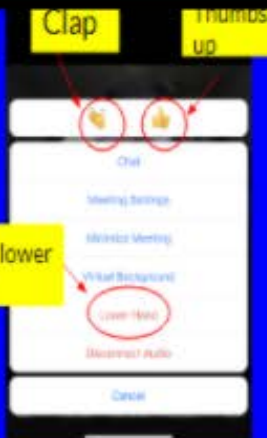 Clap
Thumbs
up
Chat
Meeting Settings
Minimize Meeting
Virtual Background
lower
Lower Hand
Disconnect Audio
Cancel